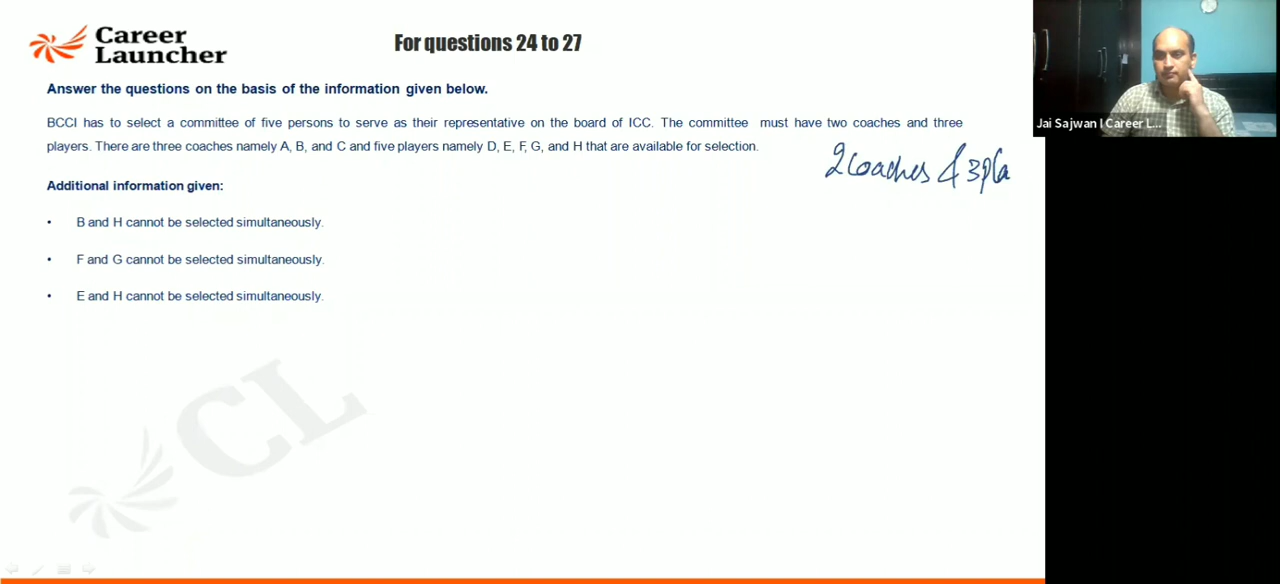 Career
Launcher
For questions 24 to 27
Answer the questions on the basis of the information given below.
BCCI has to select a committee of five persons to serve as their representative on the board of ICC. The committee must have two coaches and three
players. There are three coaches namely A, B, and C and five players namely D, E, F, G, and H that are available for selection.
2 coaches & 3 pla
Additional information given:
• B and H cannot be selected simultaneously.
• F and G cannot be selected simultaneously.
• E and H cannot be selected simultaneously.
CL
Jai Sajwan I Career L...